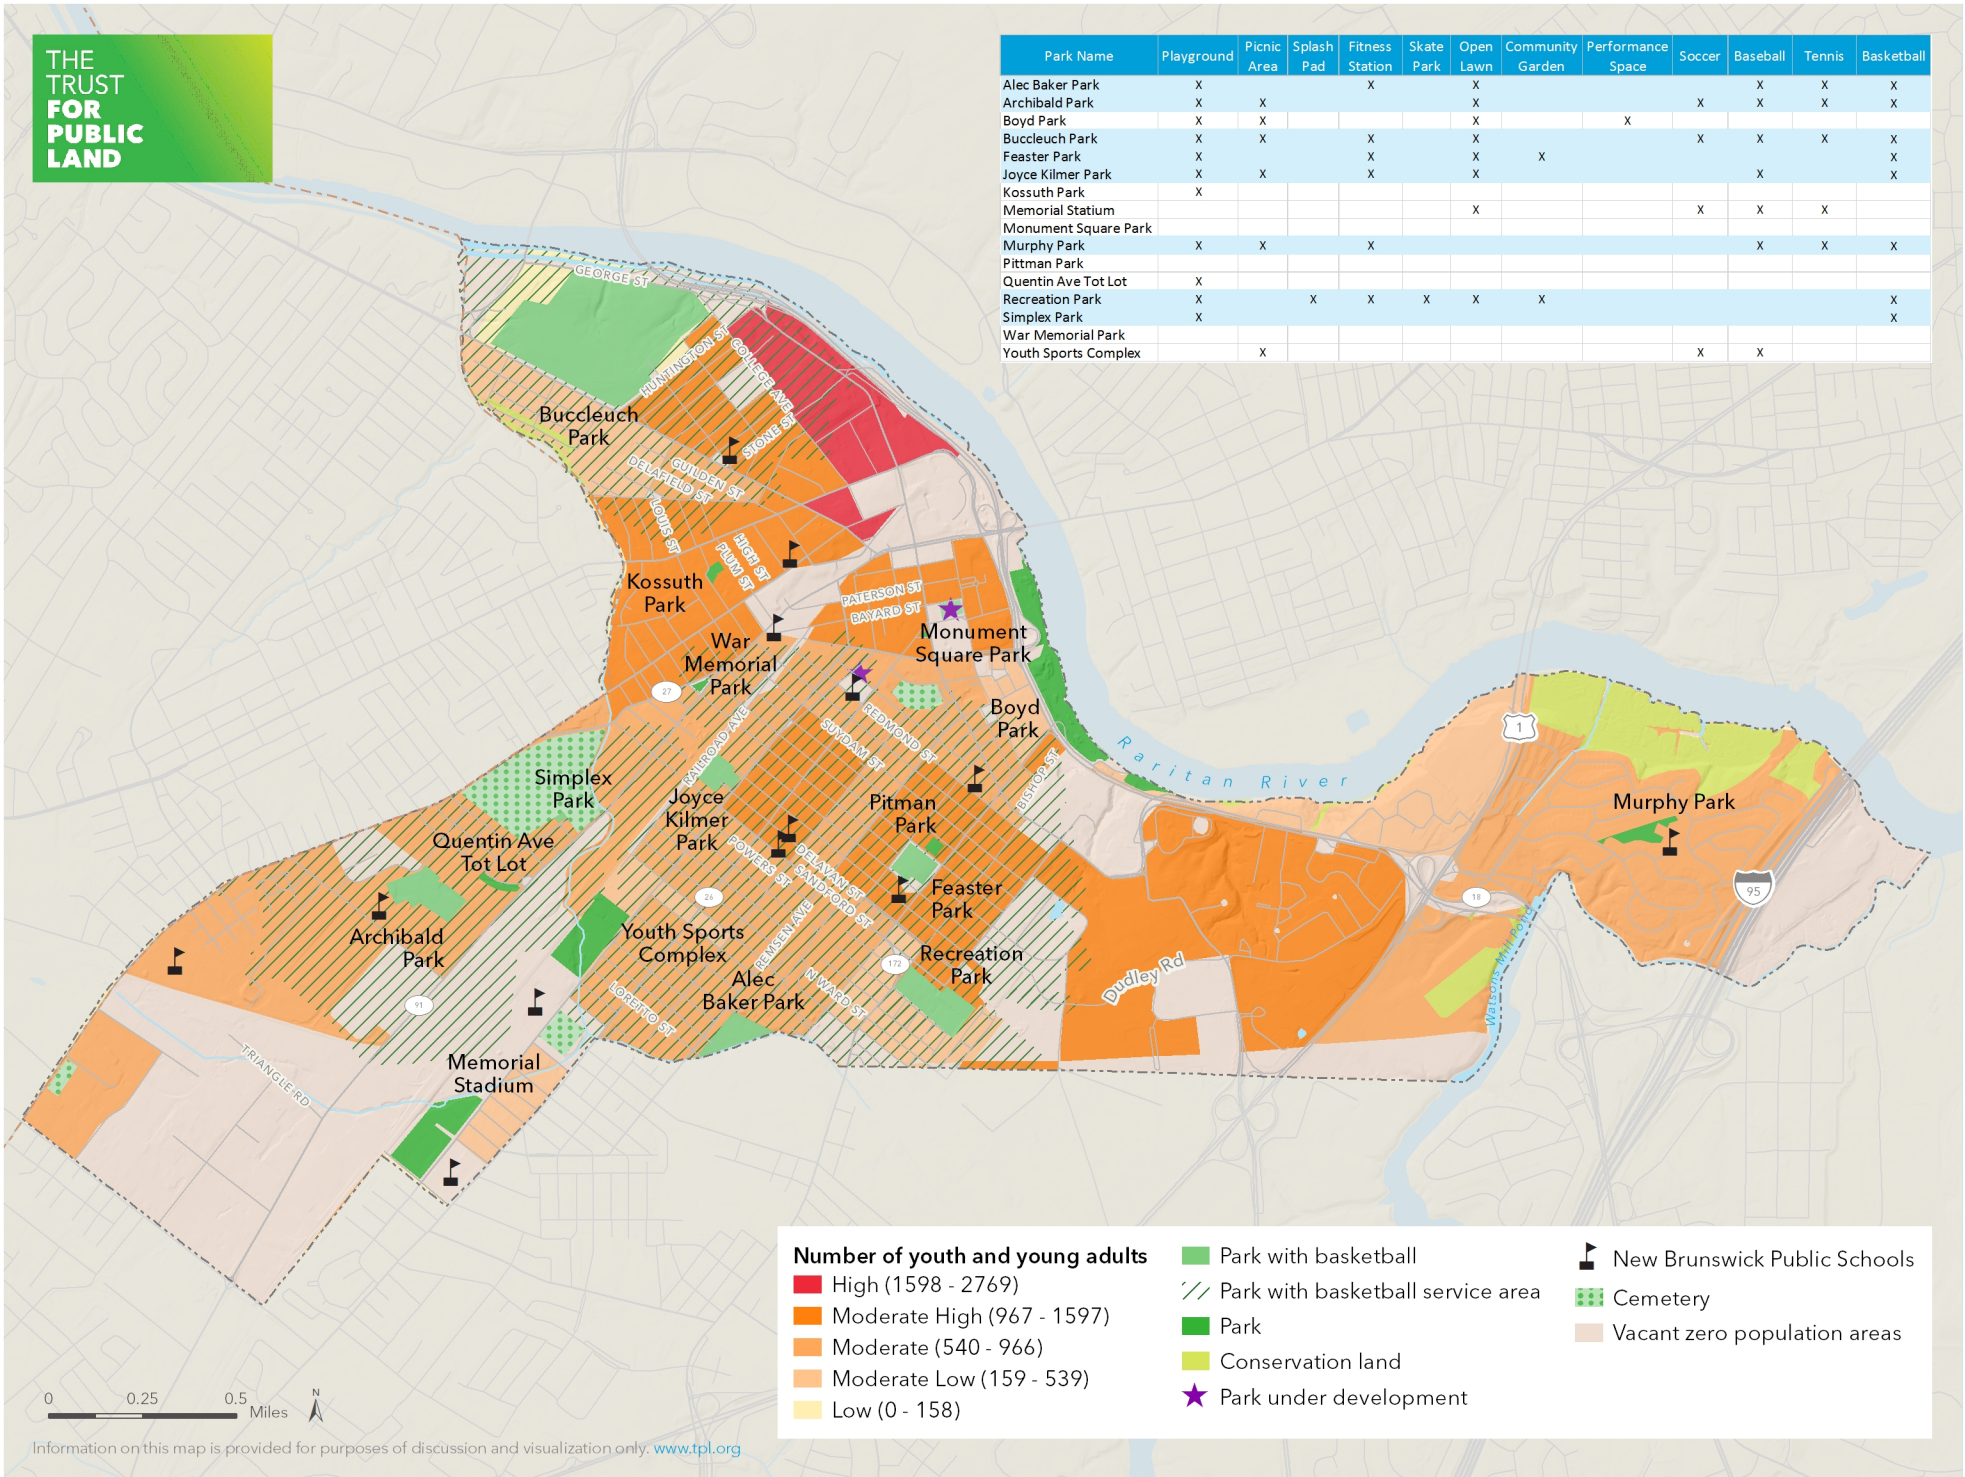 THE
TRUST
FOR
PUBLIC
LAND
Park Name Playground Picnic Area Splash Pad Fitness Station Skate Park Open Lawn Community Garden Performance Space Soccer Baseball Tennis Basketball
Alec Baker Park X X X X X X
Archibald Park X X X X X X X
Boyd Park X X X X
Buccleuch Park X X X X X X X X
Feaster Park X X X X X
Joyce Kilmer Park X X X X X X
Kossuth Park X
Memorial Statium X X X X
Monument Square Park
Murphy Park X X X X X X
Pittman Park
Quentin Ave Tot Lot X
Recreation Park X X X X X X X
Simplex Park X X
War Memorial Park
Youth Sports Complex X X X
GEORGE ST
HUNTINGTON ST
COLLEGE AVE
STONE ST
Buccleuch
Park
GUILDEN ST
DELAFIELD ST
LOUIS ST
HIGH ST
PLUM ST
Kossuth
Park
PATERSON ST
BAYARD ST
Monument
Square Park
War
Memorial
Park
27
Boyd
Park
REDMOND ST
SUYDAM ST
RAILROAD AVE
BISHOP ST
Raritan River
1
Simplex
Park
Joyce
Kilmer
Park
Pitman
Park
Murphy Park
Quentin Ave
Tot Lot
POWERS ST
DELAVAN ST
SANDFORD ST
26
Feaster
Park
18
95
Archibald
Park
Youth Sports
Complex
REMSEN AVE
Recreation
Park
172
Alec
Baker Park
N WARD ST
LORETTO ST
Dudley Rd
Watsons Mill Pond
91
TRIANGLE RD
Memorial
Stadium
Number of youth and young adults
High (1598 - 2769)
Moderate High (967 - 1597)
Moderate (540 - 966)
Moderate Low (159 - 539)
Low (0 - 158)
Park with basketball
Park with basketball service area
Park
Conservation land
Park under development
New Brunswick Public Schools
Cemetery
Vacant zero population areas
0 0.25 0.5
Miles
N
Information on this map is provided for purposes of discussion and visualization only. www.tpl.org